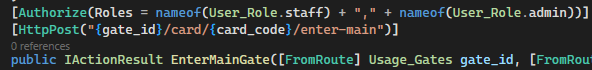 [Authorize(Roles = nameof(User_Role.staff) + "," + nameof(User_Role.admin))]
[HttpPost("{gate_id}/card/{card_code}/enter-main")]
0 references
public IActionResult EnterMainGate([FromRoute] Usage_Gates gate_id, [FromRoute]